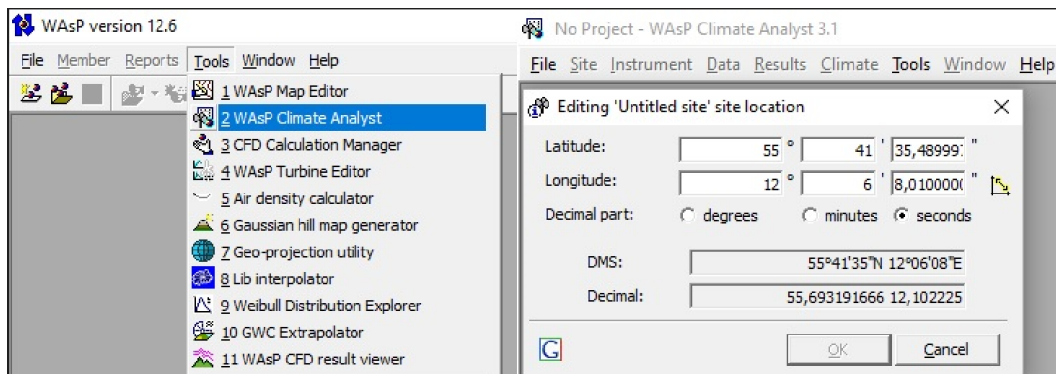 WAsP version 12.6
File Member Reports Tools Window Help
1 WAsP Map Editor
2 WAsP Climate Analyst
3 CFD Calculation Manager
4 WAsP Turbine Editor
5 Air density calculator
6 Gaussian hill map generator
7 Geo-projection utility
8 Lib interpolator
9 Weibull Distribution Explorer
10 GWC Extrapolator
11 WAsP CFD result viewer
No Project - WAsP Climate Analyst 3.1
File Site Instrument Data Results Climate Tools Window Help
Editing 'Untitled site' site location
Latitude: 55 ° 41 ' 35,489997 "
Longitude: 12 ° 6 ' 8,0100000 "
Decimal part: degrees minutes seconds
DMS: 55°41'35"N 12°06'08"E
Decimal: 55,693191666 12,102225
G OK Cancel